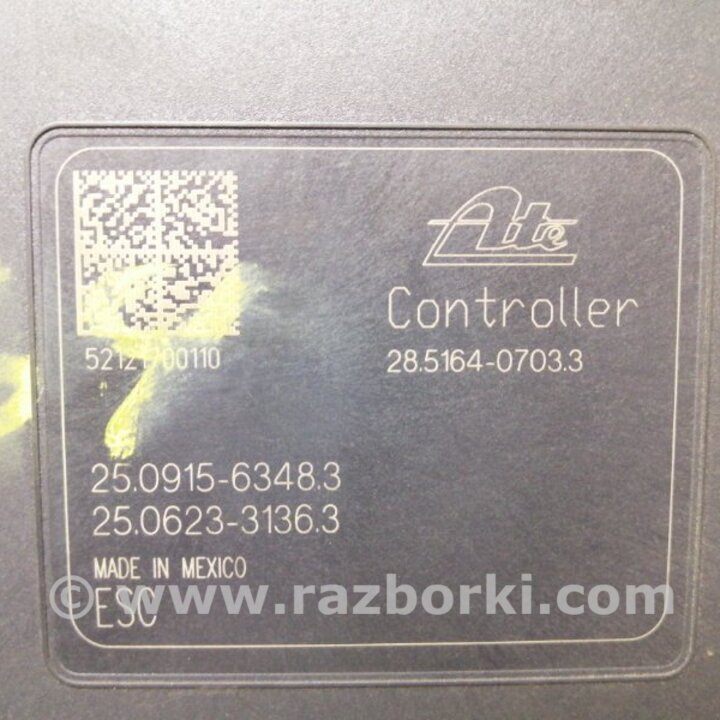 Ate
Controller
52121700110
28.5164-0703.3
25.0915-6348.3
25.0623-3136.3
MADE IN MEXICO
© www.razborki.com
ESC